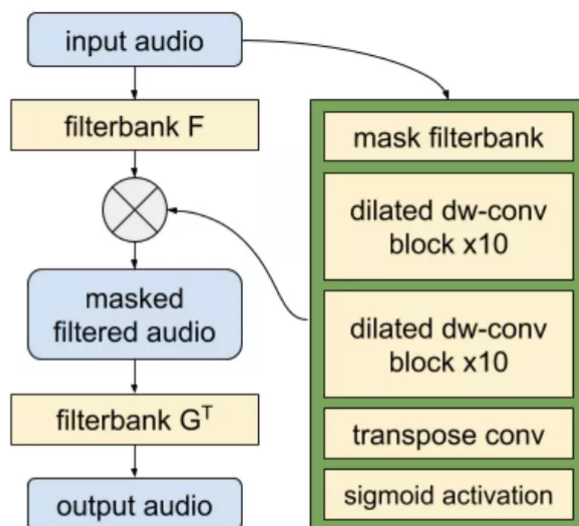 input audio
filterbank F
masked
filtered audio
filterbank Gᵀ
output audio
mask filterbank
dilated dw-conv
block x10
dilated dw-conv
block x10
transpose conv
sigmoid activation